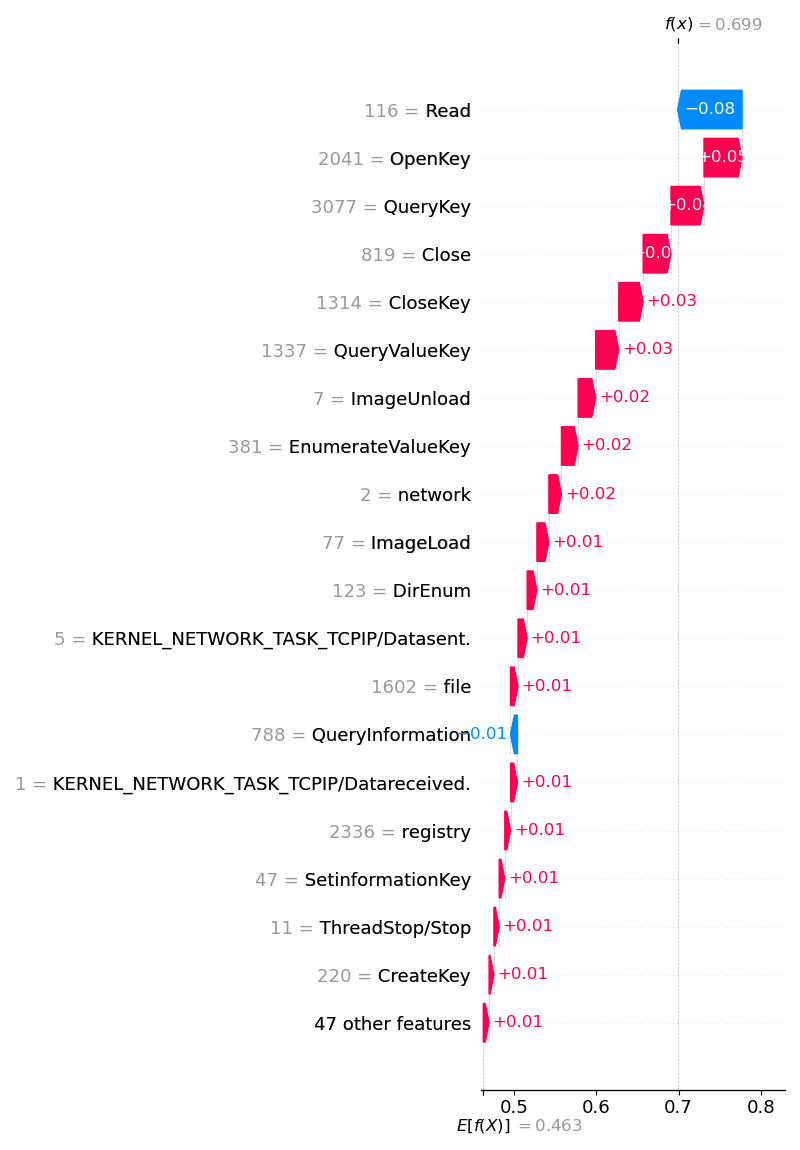 f(x) = 0.699
116 = Read −0.08
2041 = OpenKey +0.05
3077 = QueryKey
819 = Close
1314 = CloseKey +0.03
1337 = QueryValueKey +0.03
7 = ImageUnload +0.02
381 = EnumerateValueKey +0.02
2 = network +0.02
77 = ImageLoad +0.01
123 = DirEnum +0.01
5 = KERNEL_NETWORK_TASK_TCPIP/Datasent. +0.01
1602 = file +0.01
788 = QueryInformation −0.01
1 = KERNEL_NETWORK_TASK_TCPIP/Datareceived. +0.01
2336 = registry +0.01
47 = SetinformationKey +0.01
11 = ThreadStop/Stop +0.01
220 = CreateKey +0.01
47 other features +0.01
0.5 0.6 0.7 0.8
E[f(X)] = 0.463